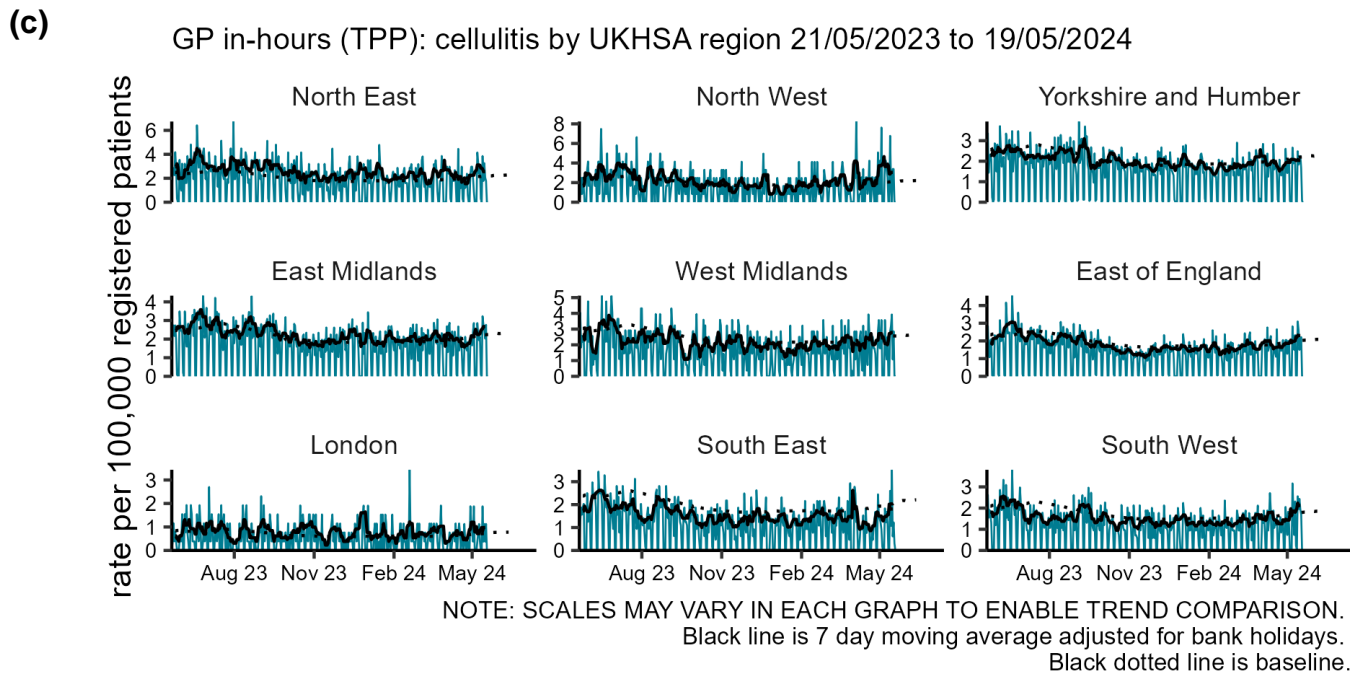 (c)
GP in-hours (TPP): cellulitis by UKHSA region 21/05/2023 to 19/05/2024
rate per 100,000 registered patients
North East
6
4
2
0
North West
8
6
4
2
0
Yorkshire and Humber
3
2
1
0
East Midlands
4
3
2
1
0
West Midlands
5
4
3
2
1
0
East of England
4
3
2
1
0
London
3
2
1
0
Aug 23 Nov 23 Feb 24 May 24
South East
3
2
1
0
Aug 23 Nov 23 Feb 24 May 24
South West
3
2
1
0
Aug 23 Nov 23 Feb 24 May 24
NOTE: SCALES MAY VARY IN EACH GRAPH TO ENABLE TREND COMPARISON.
Black line is 7 day moving average adjusted for bank holidays.
Black dotted line is baseline.